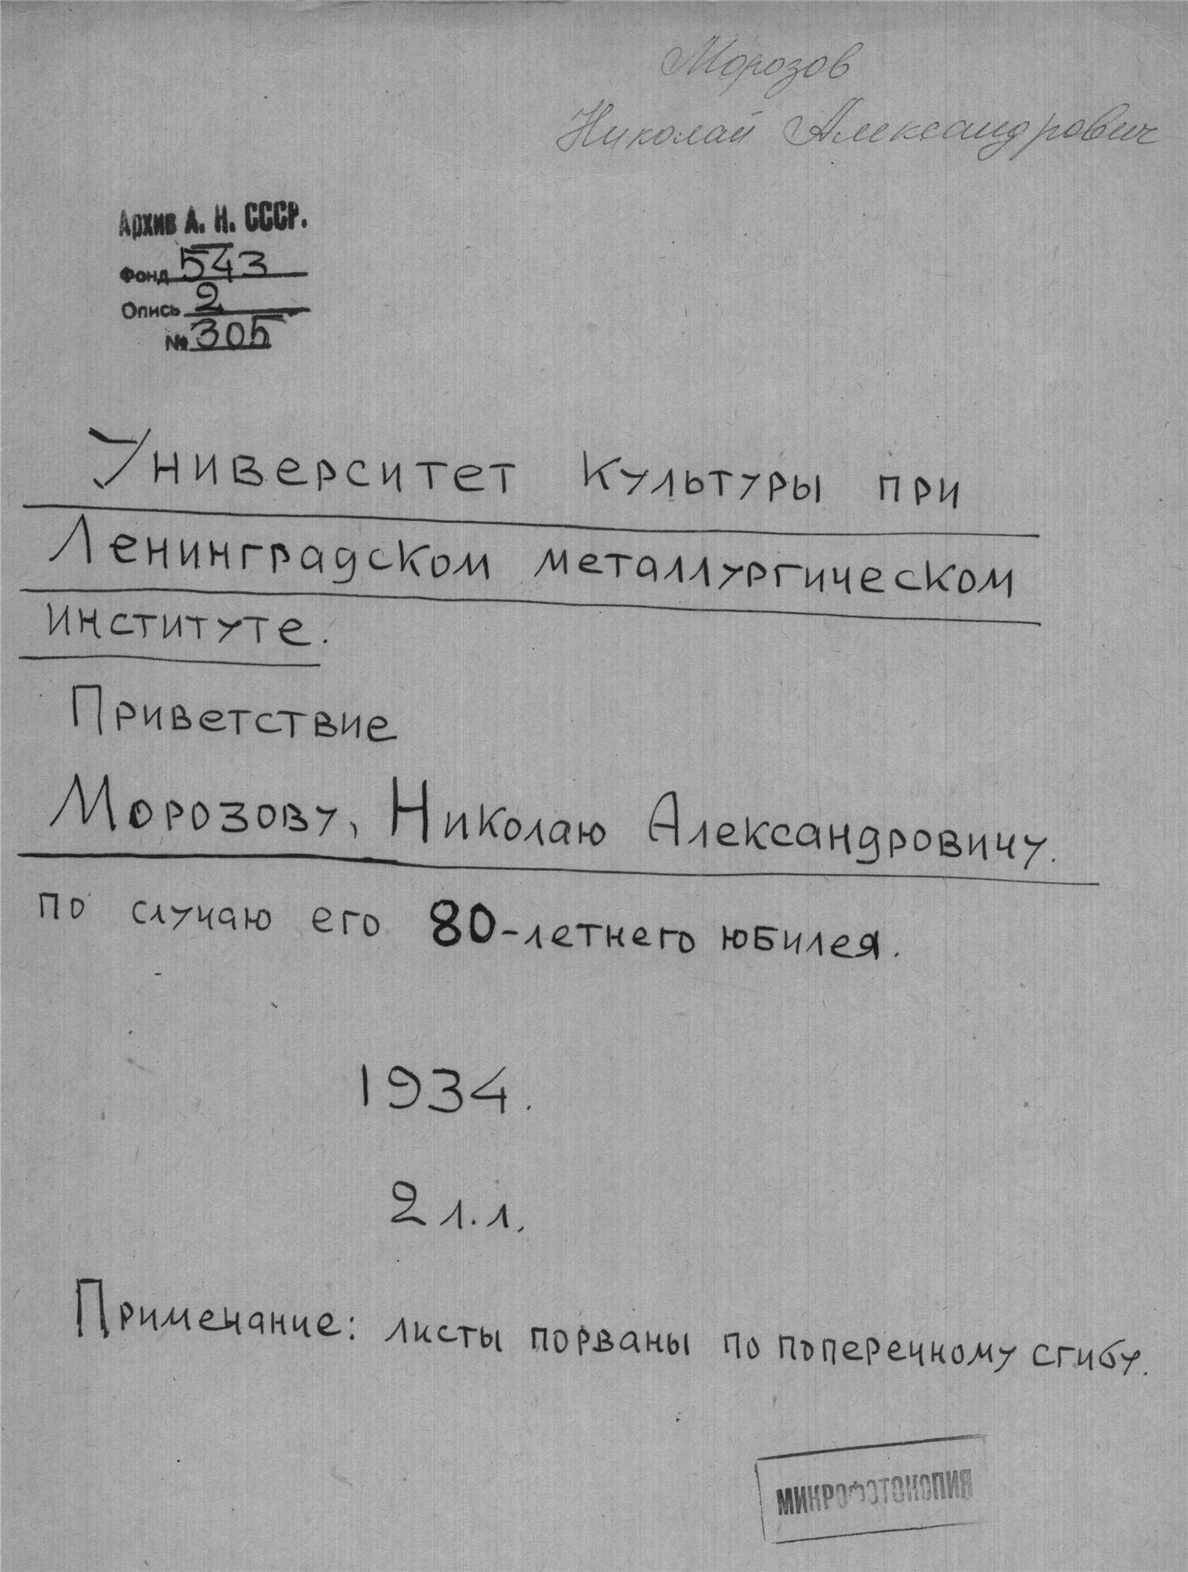 Морозов
Николай Александрович
Архив А. Н. СССР.
Фонд 543
Опись 2
№ 305
Университет Культуры при
Ленинградском металлургическом
институте.
Приветствие
Морозову, Николаю Александровичу.
по случаю его 80-летнего юбилея.
1934.
2 л.л.
Примечание: листы порваны по поперечному сгибу.
МИКРОФОТОКОПИЯ